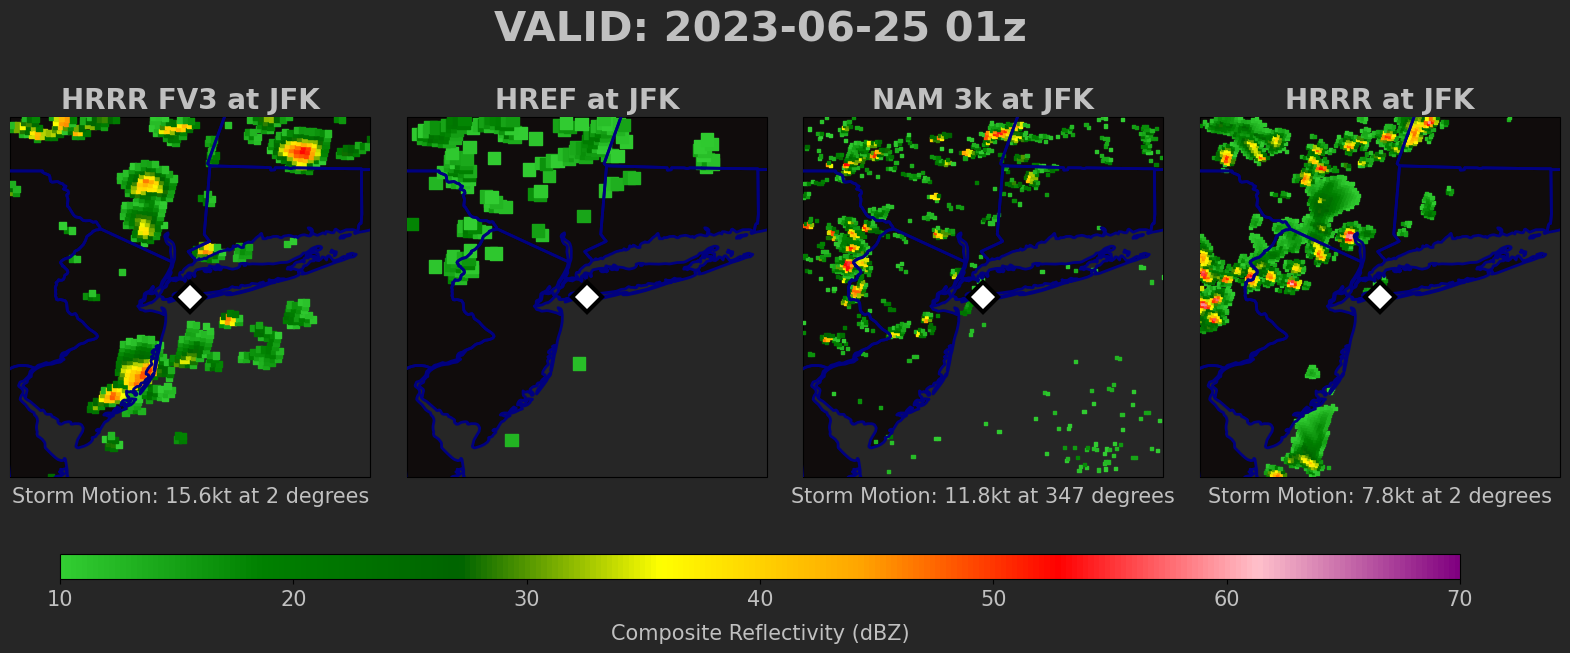 VALID: 2023-06-25 01z
HRRR FV3 at JFK
HREF at JFK
NAM 3k at JFK
HRRR at JFK
Storm Motion: 15.6kt at 2 degrees
Storm Motion: 11.8kt at 347 degrees
Storm Motion: 7.8kt at 2 degrees
10 20 30 40 50 60 70
Composite Reflectivity (dBZ)